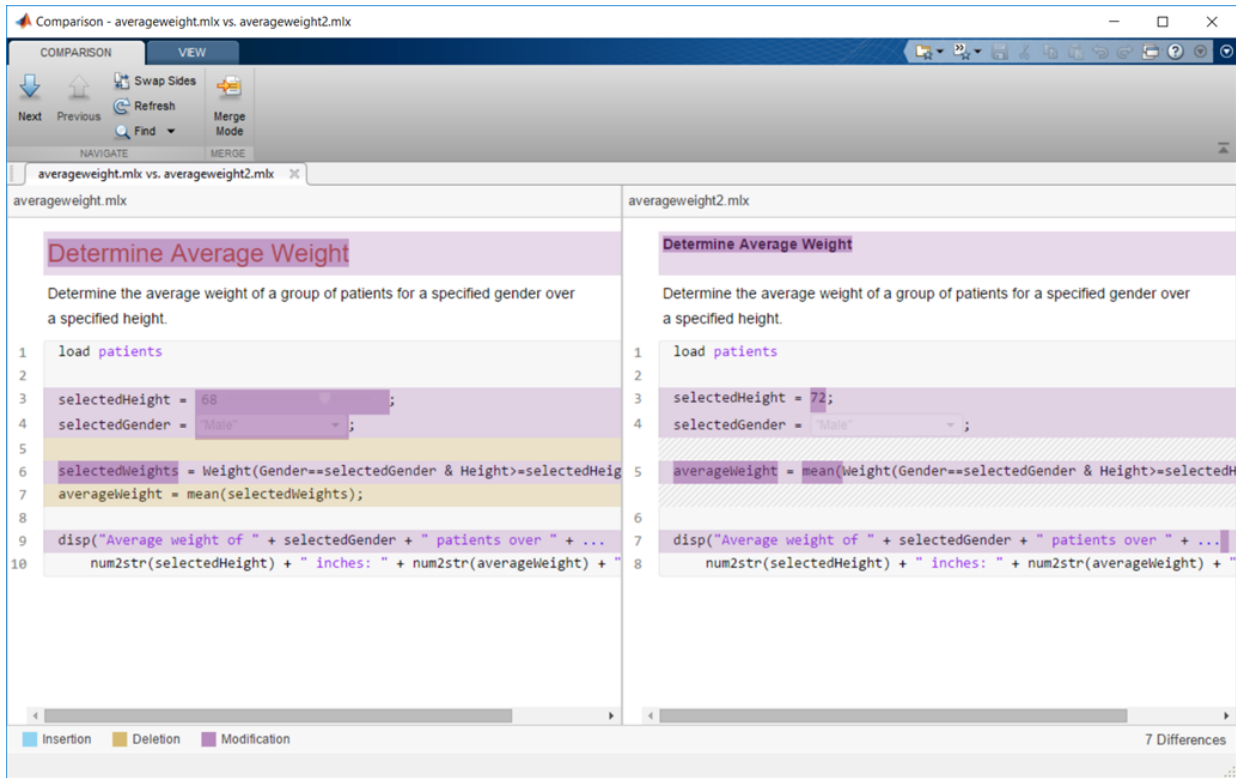 Comparison - averageweight.mlx vs. averageweight2.mlx
COMPARISON VIEW
Next Previous Swap Sides Refresh Find Merge Mode
NAVIGATE MERGE
averageweight.mlx vs. averageweight2.mlx
averageweight.mlx
Determine Average Weight
Determine the average weight of a group of patients for a specified gender over
a specified height.
1 load patients
2
3 selectedHeight = 68 ;
4 selectedGender = "Male" ;
5
6 selectedWeights = Weight(Gender==selectedGender & Height>=selectedHeig
7 averageWeight = mean(selectedWeights);
8
9 disp("Average weight of " + selectedGender + " patients over " + ...
10 num2str(selectedHeight) + " inches: " + num2str(averageWeight) + "
averageweight2.mlx
Determine Average Weight
Determine the average weight of a group of patients for a specified gender over
a specified height.
1 load patients
2
3 selectedHeight = 72;
4 selectedGender = "Male" ;
5 averageWeight = mean(Weight(Gender==selectedGender & Height>=selectedH
6
7 disp("Average weight of " + selectedGender + " patients over " + ...
8 num2str(selectedHeight) + " inches: " + num2str(averageWeight) + "
Insertion Deletion Modification
7 Differences